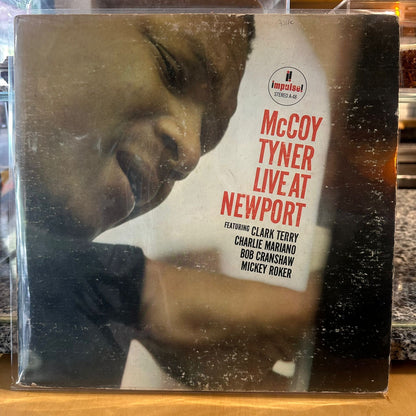 impulse!
STEREO A-48
McCOY
TYNER
LIVE AT
NEWPORT
FEATURING CLARK TERRY
CHARLIE MARIANO
BOB CRANSHAW
MICKEY ROKER